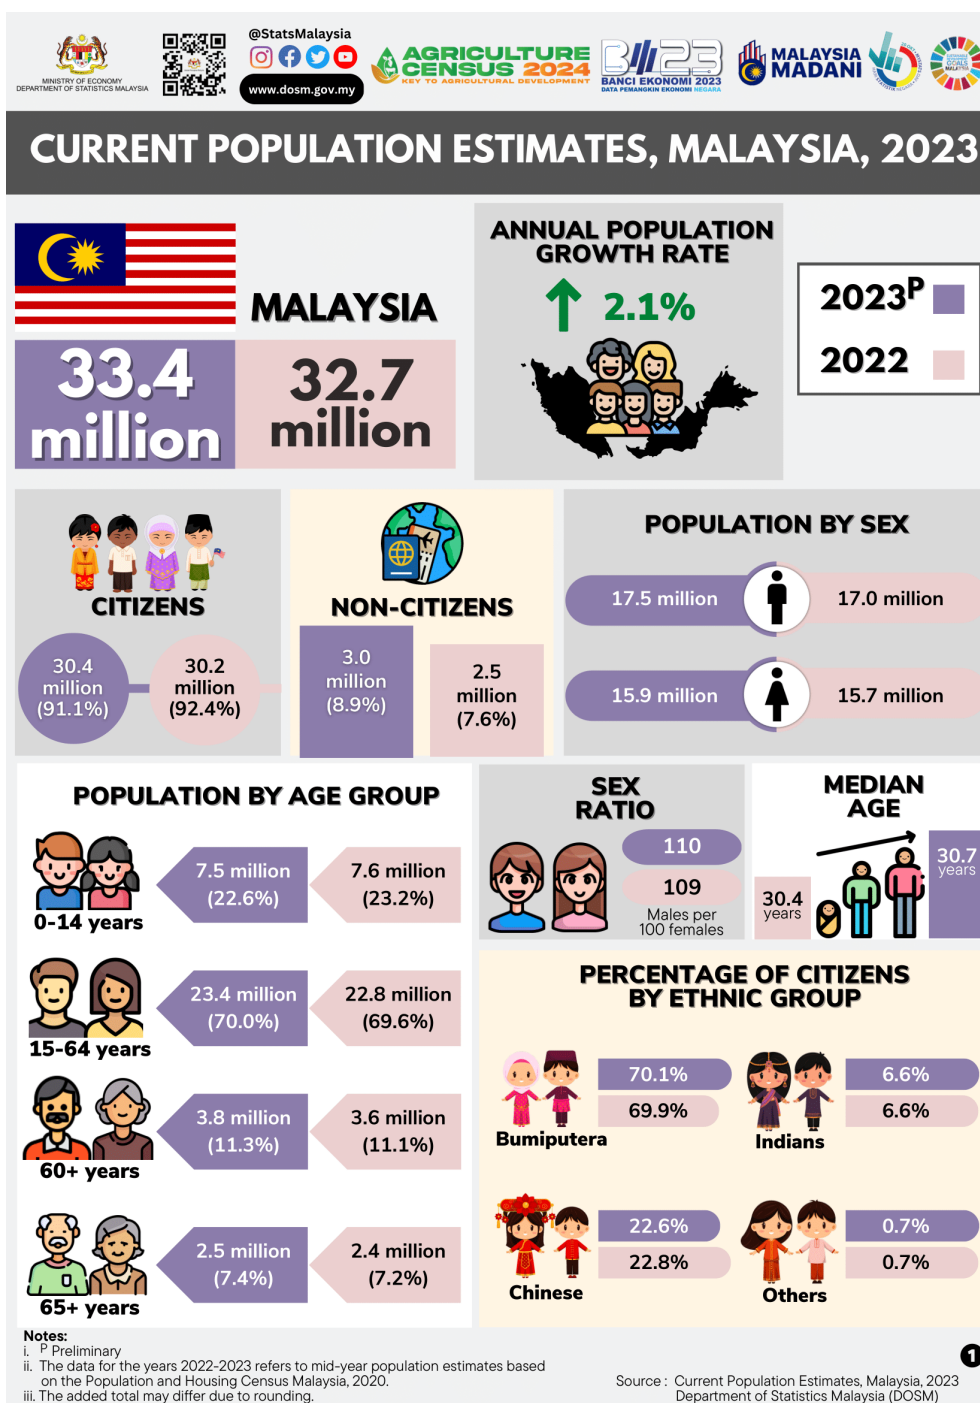 @StatsMalaysia
MINISTRY OF ECONOMY
DEPARTMENT OF STATISTICS MALAYSIA
www.dosm.gov.my
AGRICULTURE
CENSUS 2024
KEY TO AGRICULTURAL DEVELOPMENT
BANCI EKONOMI 2023
DATA PEMANGKIN EKONOMI NEGARA
MALAYSIA
MADANI
CURRENT POPULATION ESTIMATES, MALAYSIA, 2023
MALAYSIA
33.4
million
32.7
million
ANNUAL POPULATION
GROWTH RATE
2.1%
2023P
2022
CITIZENS
30.4
million
(91.1%)
30.2
million
(92.4%)
NON-CITIZENS
3.0
million
(8.9%)
2.5
million
(7.6%)
POPULATION BY SEX
17.5 million
17.0 million
15.9 million
15.7 million
POPULATION BY AGE GROUP
7.5 million
(22.6%)
7.6 million
(23.2%)
0-14 years
23.4 million
(70.0%)
22.8 million
(69.6%)
15-64 years
3.8 million
(11.3%)
3.6 million
(11.1%)
60+ years
2.5 million
(7.4%)
2.4 million
(7.2%)
65+ years
SEX
RATIO
110
109
Males per
100 females
MEDIAN
AGE
30.4
years
30.7
years
PERCENTAGE OF CITIZENS
BY ETHNIC GROUP
70.1%
69.9%
Bumiputera
6.6%
6.6%
Indians
22.6%
22.8%
Chinese
0.7%
0.7%
Others
Notes:
i. P Preliminary
ii. The data for the years 2022-2023 refers to mid-year population estimates based
on the Population and Housing Census Malaysia, 2020.
iii. The added total may differ due to rounding.
1
Source : Current Population Estimates, Malaysia, 2023
Department of Statistics Malaysia (DOSM)